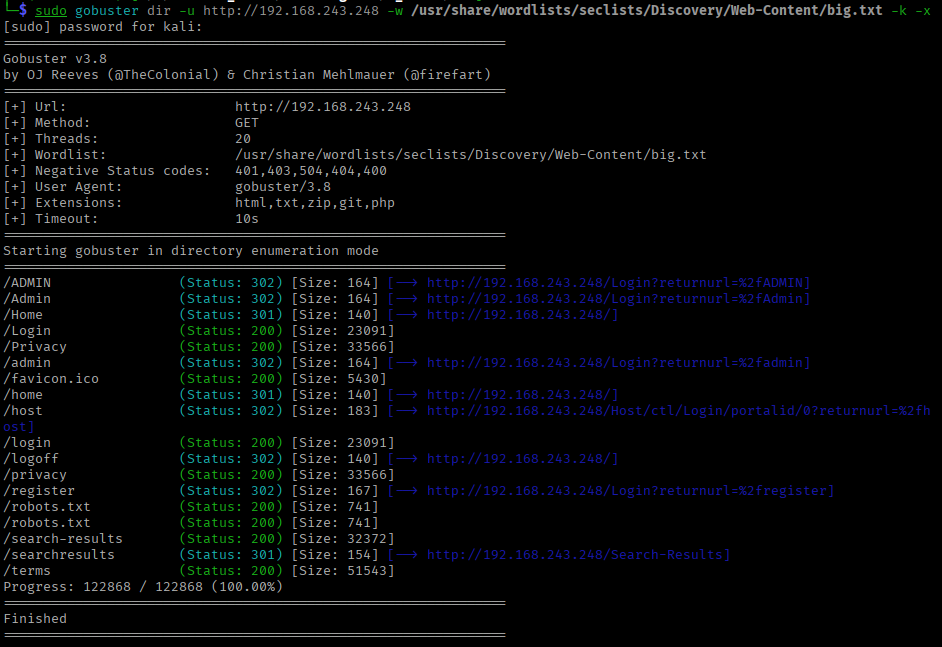 └─$ sudo gobuster dir -u http://192.168.243.248 -w /usr/share/wordlists/seclists/Discovery/Web-Content/big.txt -k -x
[sudo] password for kali:
===============================================================
Gobuster v3.8
by OJ Reeves (@TheColonial) & Christian Mehlmauer (@firefart)
===============================================================
[+] Url:                     http://192.168.243.248
[+] Method:                  GET
[+] Threads:                 20
[+] Wordlist:                /usr/share/wordlists/seclists/Discovery/Web-Content/big.txt
[+] Negative Status codes:   401,403,504,404,400
[+] User Agent:              gobuster/3.8
[+] Extensions:              html,txt,zip,git,php
[+] Timeout:                 10s
===============================================================
Starting gobuster in directory enumeration mode
===============================================================
/ADMIN                (Status: 302) [Size: 164] [--> http://192.168.243.248/Login?returnurl=%2fADMIN]
/Admin                (Status: 302) [Size: 164] [--> http://192.168.243.248/Login?returnurl=%2fAdmin]
/Home                 (Status: 301) [Size: 140] [--> http://192.168.243.248/]
/Login                (Status: 200) [Size: 23091]
/Privacy              (Status: 200) [Size: 33566]
/admin                (Status: 302) [Size: 164] [--> http://192.168.243.248/Login?returnurl=%2fadmin]
/favicon.ico          (Status: 200) [Size: 5430]
/home                 (Status: 301) [Size: 140] [--> http://192.168.243.248/]
/host                 (Status: 302) [Size: 183] [--> http://192.168.243.248/Host/ctl/Login/portalid/0?returnurl=%2fh
ost]
/login                (Status: 200) [Size: 23091]
/logoff               (Status: 302) [Size: 140] [--> http://192.168.243.248/]
/privacy              (Status: 200) [Size: 33566]
/register             (Status: 302) [Size: 167] [--> http://192.168.243.248/Login?returnurl=%2fregister]
/robots.txt           (Status: 200) [Size: 741]
/robots.txt           (Status: 200) [Size: 741]
/search-results       (Status: 200) [Size: 32372]
/searchresults        (Status: 301) [Size: 154] [--> http://192.168.243.248/Search-Results]
/terms                (Status: 200) [Size: 51543]
Progress: 122868 / 122868 (100.00%)
===============================================================
Finished
===============================================================